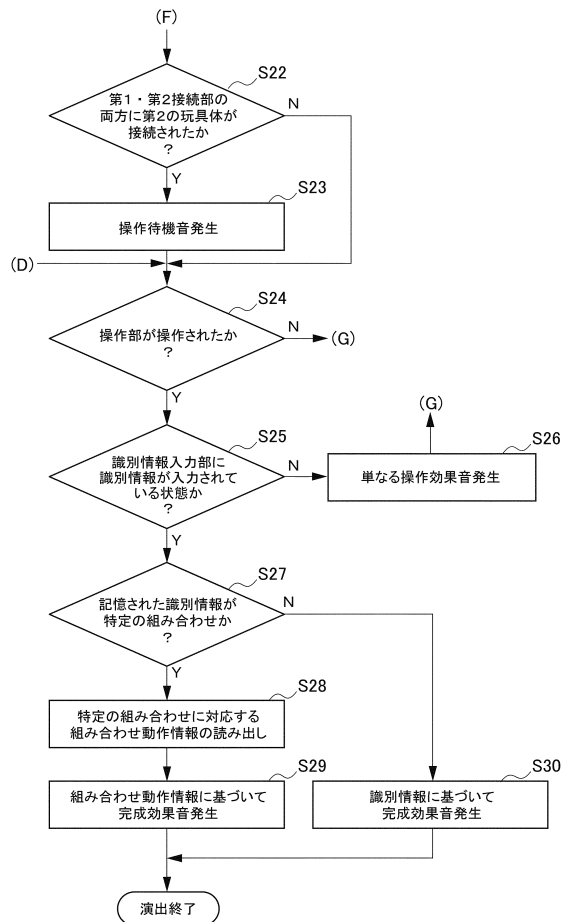 (F)
S22
第1・第2接続部の
両方に第2の玩具体が
接続されたか
?
N
Y
S23
操作待機音発生
(D)
S24
操作部が操作されたか
?
N
(G)
Y
S25
識別情報入力部に
識別情報が入力されて
いる状態か
?
N
(G)
S26
単なる操作効果音発生
Y
S27
記憶された識別情報が
特定の組み合わせか
?
N
Y
S28
特定の組み合わせに対応する
組み合わせ動作情報の読み出し
S29
組み合わせ動作情報に基づいて
完成効果音発生
S30
識別情報に基づいて
完成効果音発生
演出終了